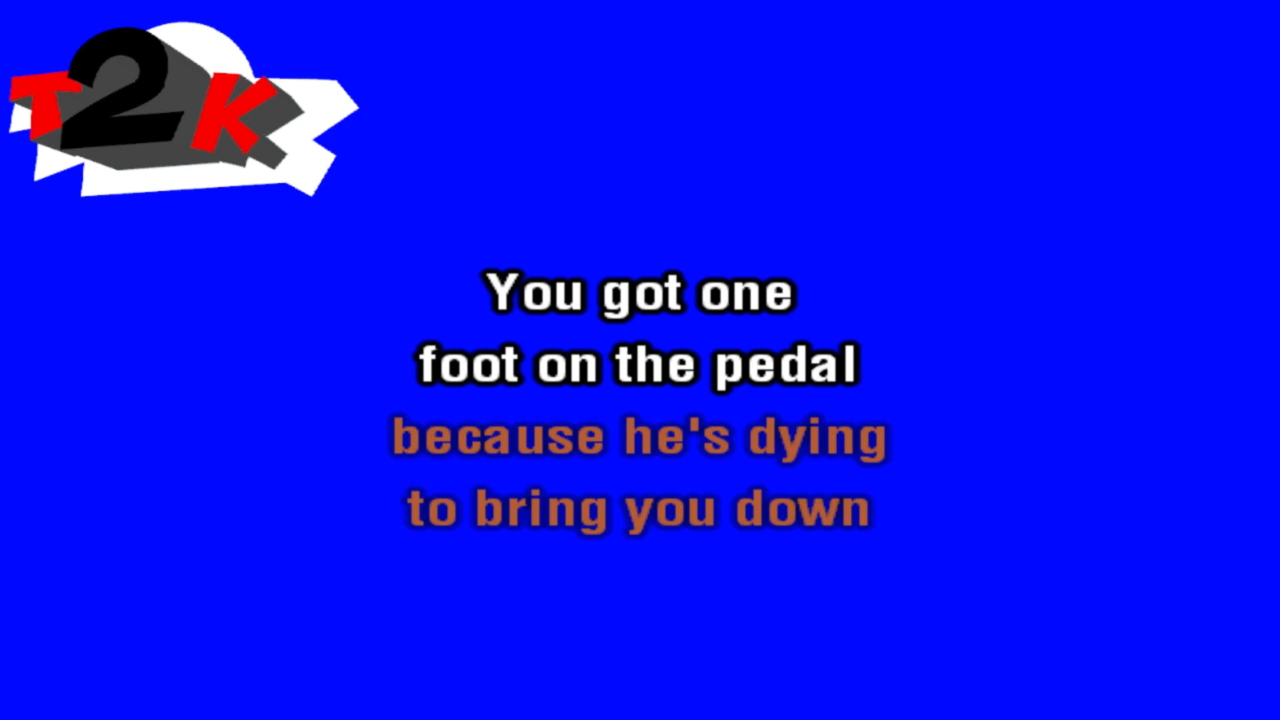 T2K
You got one
foot on the pedal
because he's dying
to bring you down